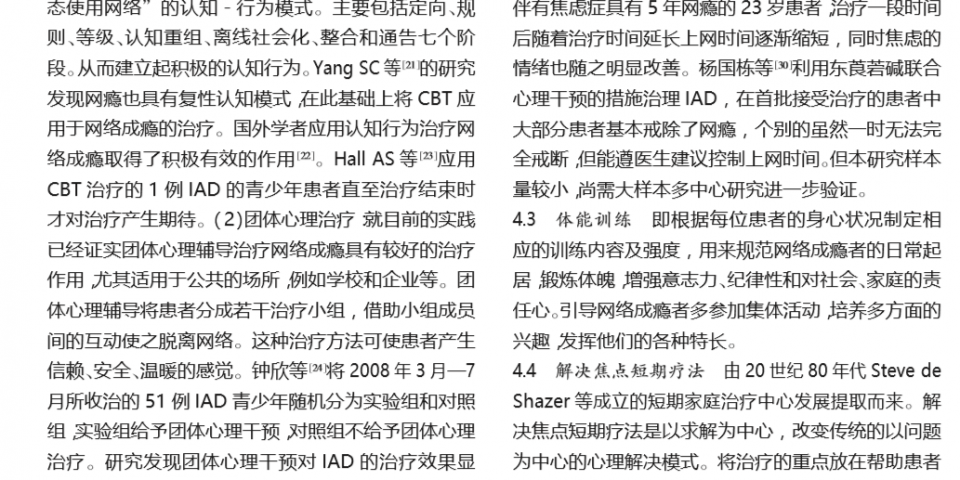 态使用网络”的认知-行为模式。主要包括定向、规
则、等级、认知重组、离线社会化、整合和通告七个阶
段。从而建立起积极的认知行为。Yang SC 等[21]的研究
发现网瘾也具有复性认知模式,在此基础上将 CBT 应
用于网络成瘾的治疗。国外学者应用认知行为治疗网
络成瘾取得了积极有效的作用[22]。Hall AS 等[23]应用
CBT 治疗的 1 例 IAD 的青少年患者直至治疗结束时
才对治疗产生期待。(2)团体心理治疗:就目前的实践
已经证实团体心理辅导治疗网络成瘾具有较好的治疗
作用,尤其适用于公共的场所,例如学校和企业等。团
体心理辅导将患者分成若干治疗小组,借助小组成员
间的互动使之脱离网络。这种治疗方法可使患者产生
信赖、安全、温暖的感觉。钟欣等[24]将 2008 年 3 月—7
月所收治的 51 例 IAD 青少年随机分为实验组和对照
组,实验组给予团体心理干预,对照组不给予团体心理
治疗。研究发现团体心理干预对 IAD 的治疗效果显
伴有焦虑症具有 5 年网瘾的 23 岁患者,治疗一段时间
后随着治疗时间延长上网时间逐渐缩短,同时焦虑的
情绪也随之明显改善。杨国栋等[30]利用东莨若碱联合
心理干预的措施治理 IAD,在首批接受治疗的患者中
大部分患者基本戒除了网瘾,个别的虽然一时无法完
全戒断,但能遵医生建议控制上网时间。但本研究样本
量较小,尚需大样本多中心研究进一步验证。
4.3 体能训练 即根据每位患者的身心状况制定相
应的训练内容及强度,用来规范网络成瘾者的日常起
居,锻炼体魄,增强意志力、纪律性和对社会、家庭的责
任心。引导网络成瘾者多参加集体活动,培养多方面的
兴趣,发挥他们的各种特长。
4.4 解决焦点短期疗法 由 20 世纪 80 年代 Steve de
Shazer 等成立的短期家庭治疗中心发展提取而来。解
决焦点短期疗法是以求解为中心,改变传统的以问题
为中心的心理解决模式。将治疗的重点放在帮助患者